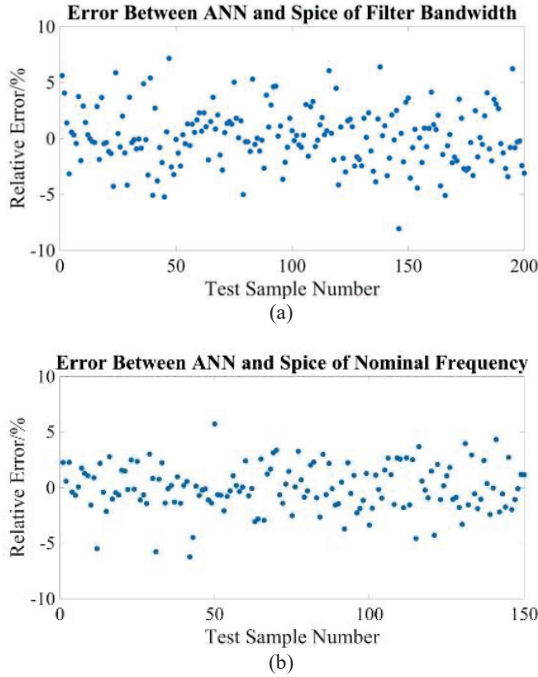 Error Between ANN and Spice of Filter Bandwidth
10
5
0
-5
-10
Relative Error/%
0 50 100 150 200
Test Sample Number
(a)
Error Between ANN and Spice of Nominal Frequency
10
5
0
-5
-10
Relative Error/%
0 50 100 150
Test Sample Number
(b)